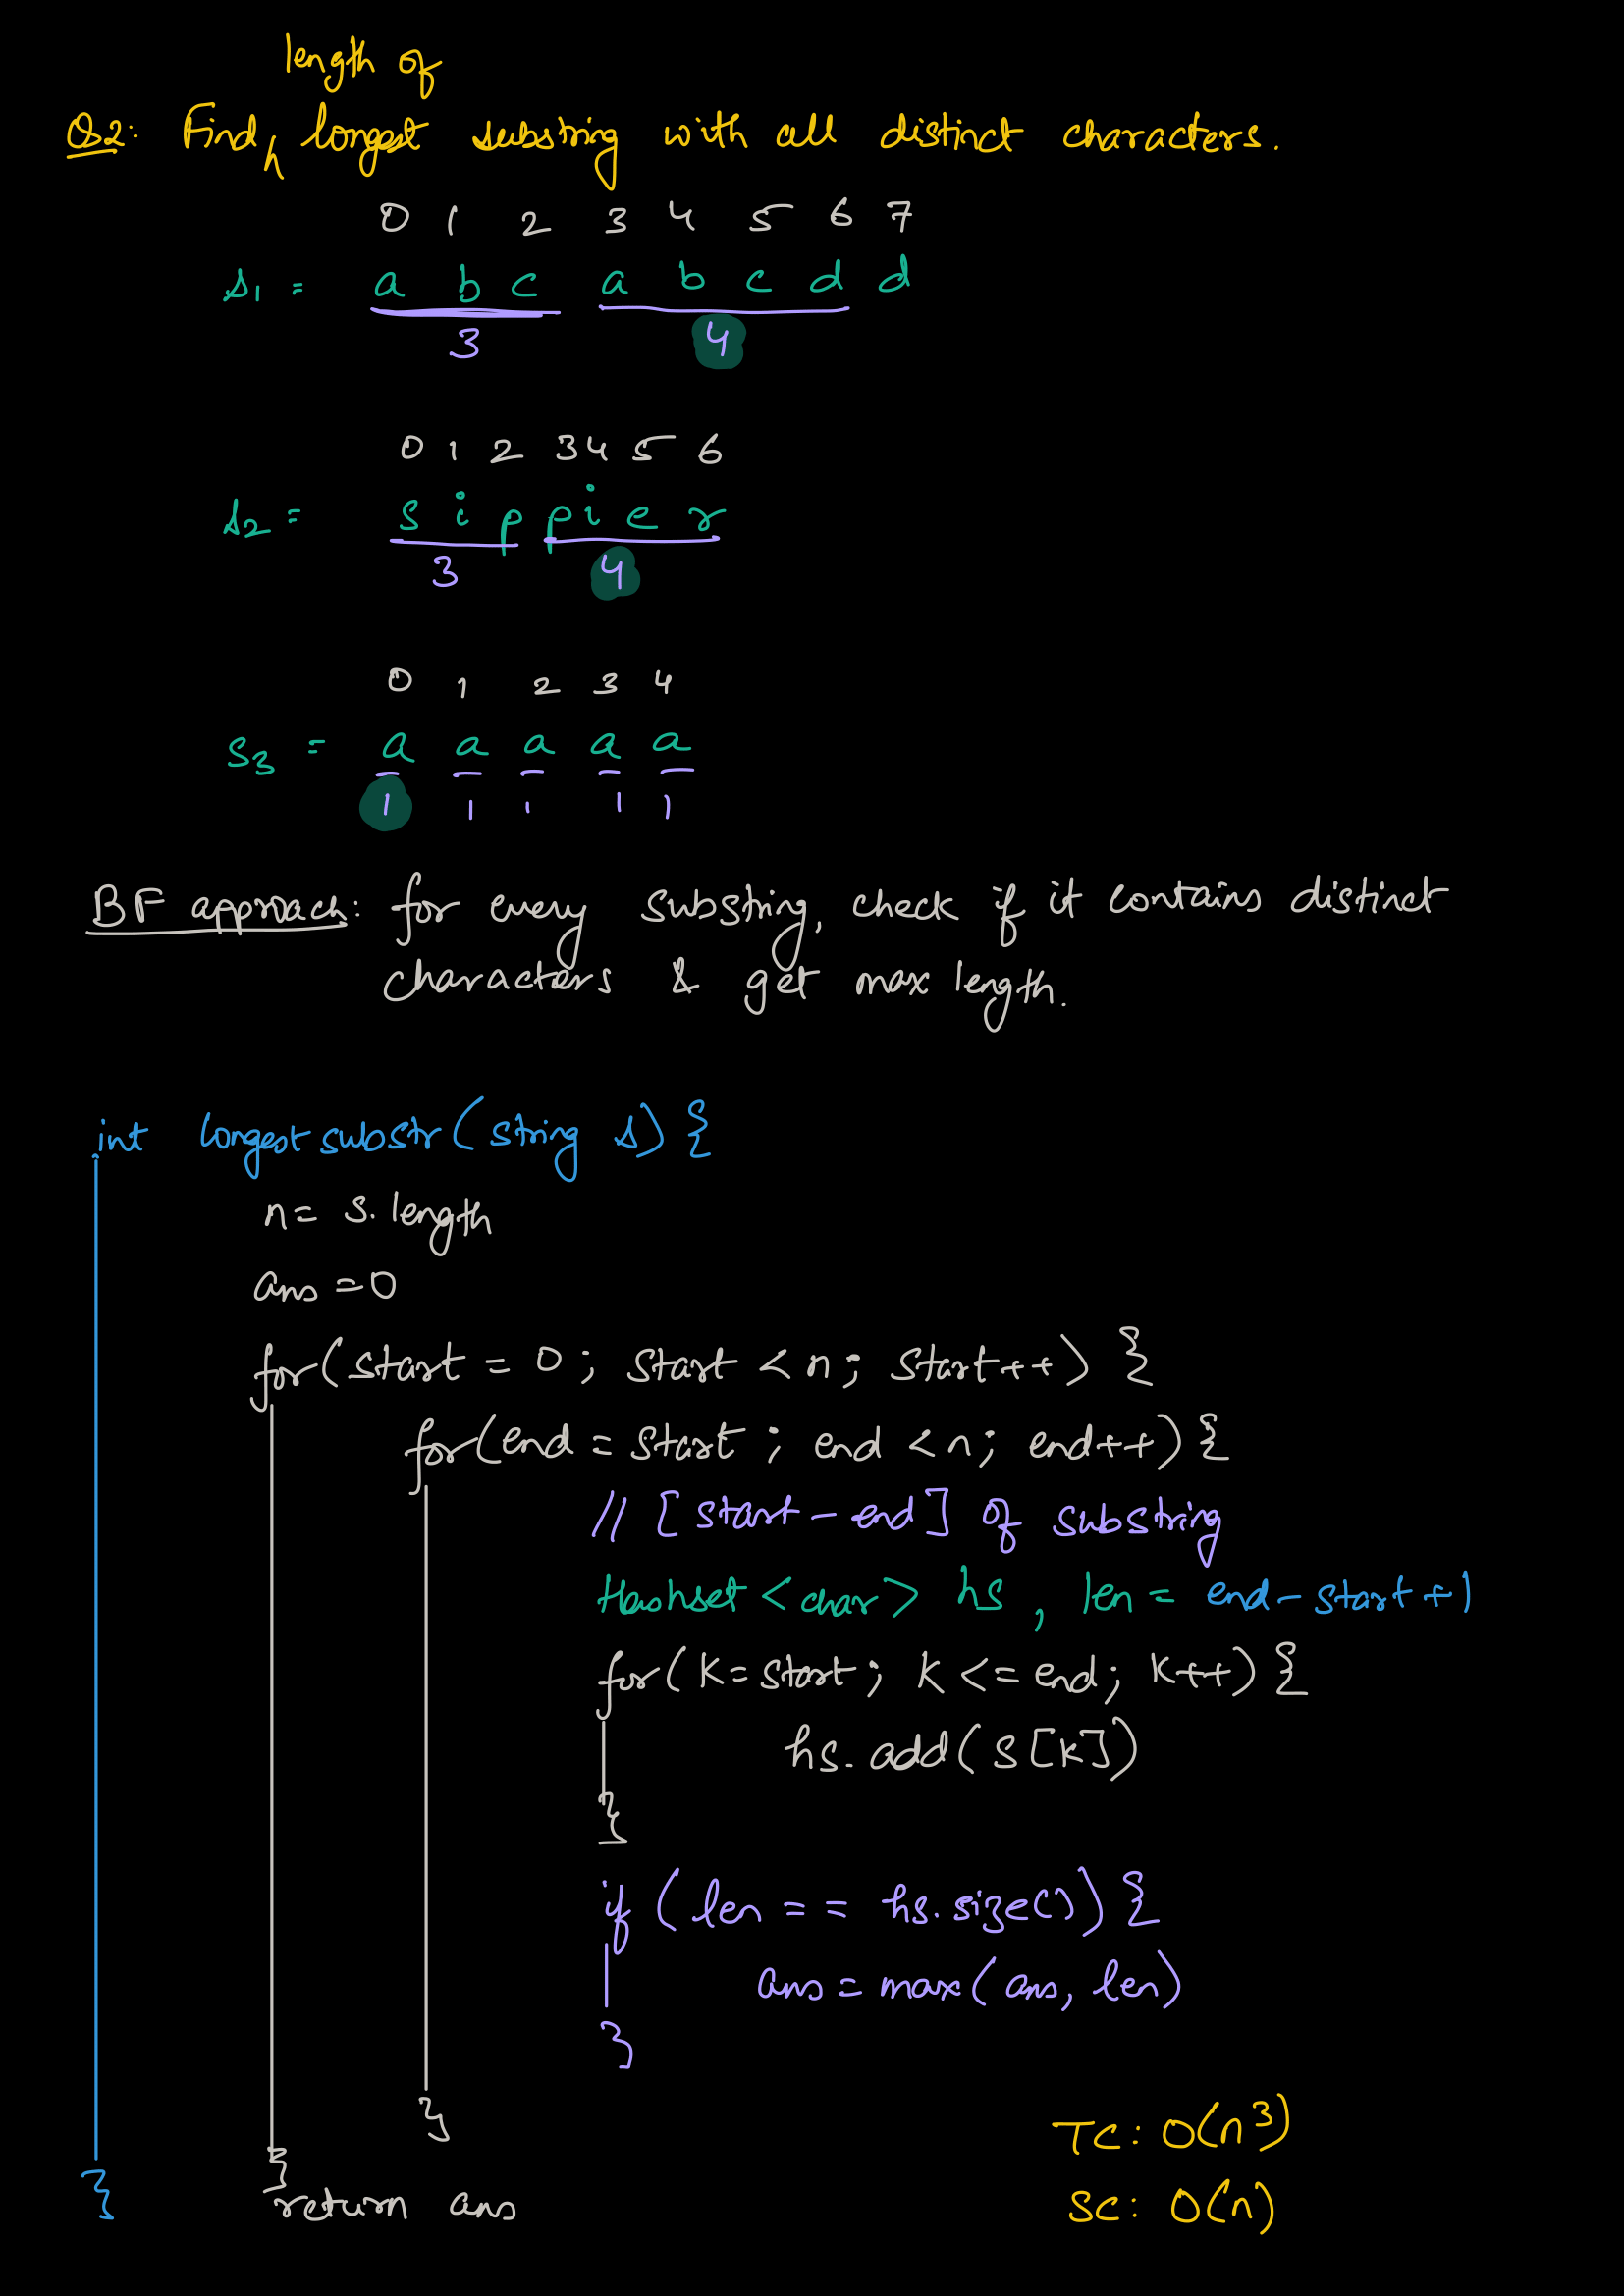 length of
Q2: Find longest substring with all distinct characters.
0 1 2 3 4 5 6 7
s1 = a b c a b c d d
3 4
0 1 2 3 4 5 6
s2 = s i p p i e r
3 4
0 1 2 3 4
s3 = a a a a a
1 1 1 1 1
BF approach: for every substring, check if it contains distinct
characters & get max length.
int longestsubstr(string s) {
n = s.length
ans = 0
for(start = 0; start < n; start++) {
for(end = start; end < n; end++) {
// [start - end] of substring
Hashset <char> hs, len = end - start + 1
for(k = start; k <= end; k++) {
hs.add(s[k])
}
if (len == hs.size()) {
ans = max(ans, len)
}
}
TC: O(n³)
}
} return ans
SC: O(n)